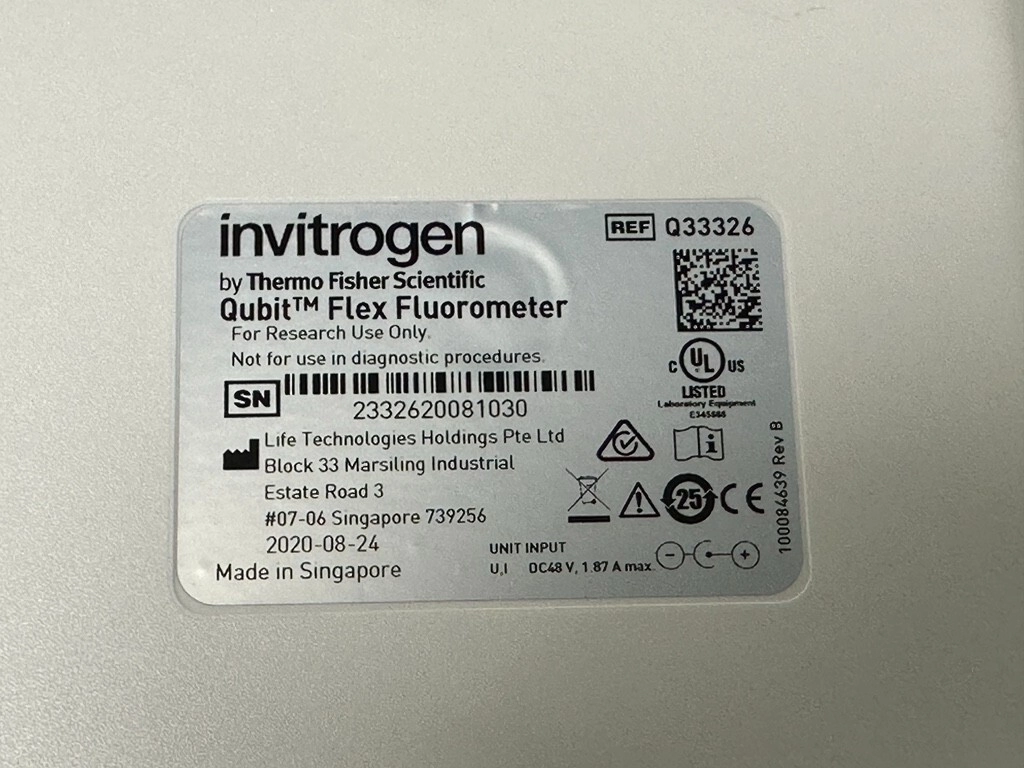 invitrogen
by Thermo Fisher Scientific
Qubit™ Flex Fluorometer
For Research Use Only.
Not for use in diagnostic procedures.
REF Q33326
SN
2332620081030
C UL US
LISTED
Laboratory Equipment
E345866
Life Technologies Holdings Pte Ltd
Block 33 Marsiling Industrial
Estate Road 3
#07-06 Singapore 739256
2020-08-24
Made in Singapore
i
25
CE
UNIT INPUT
U,I DC48 V, 1.87 A max.
100084639 Rev B